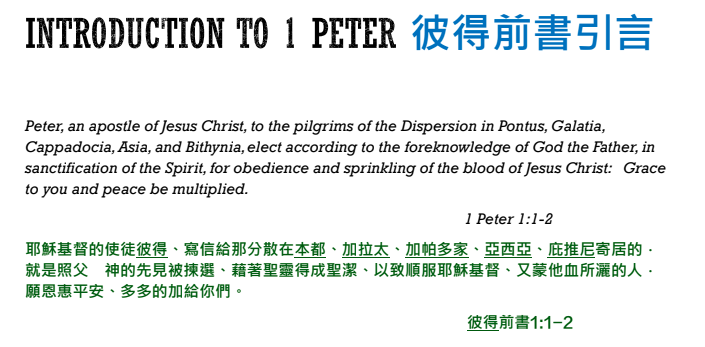 INTRODUCTION TO 1 PETER 彼得前書引言
Peter, an apostle of Jesus Christ, to the pilgrims of the Dispersion in Pontus, Galatia,
Cappadocia, Asia, and Bithynia, elect according to the foreknowledge of God the Father, in
sanctification of the Spirit, for obedience and sprinkling of the blood of Jesus Christ:   Grace
to you and peace be multiplied.
1 Peter 1:1-2
耶穌基督的使徒彼得、寫信給那分散在本都、加拉太、加帕多家、亞西亞、庇推尼寄居的．
就是照父　神的先見被揀選、藉著聖靈得成聖潔、以致順服耶穌基督、又蒙他血所灑的人．
願恩惠平安、多多的加給你們。
彼得前書1:1-2